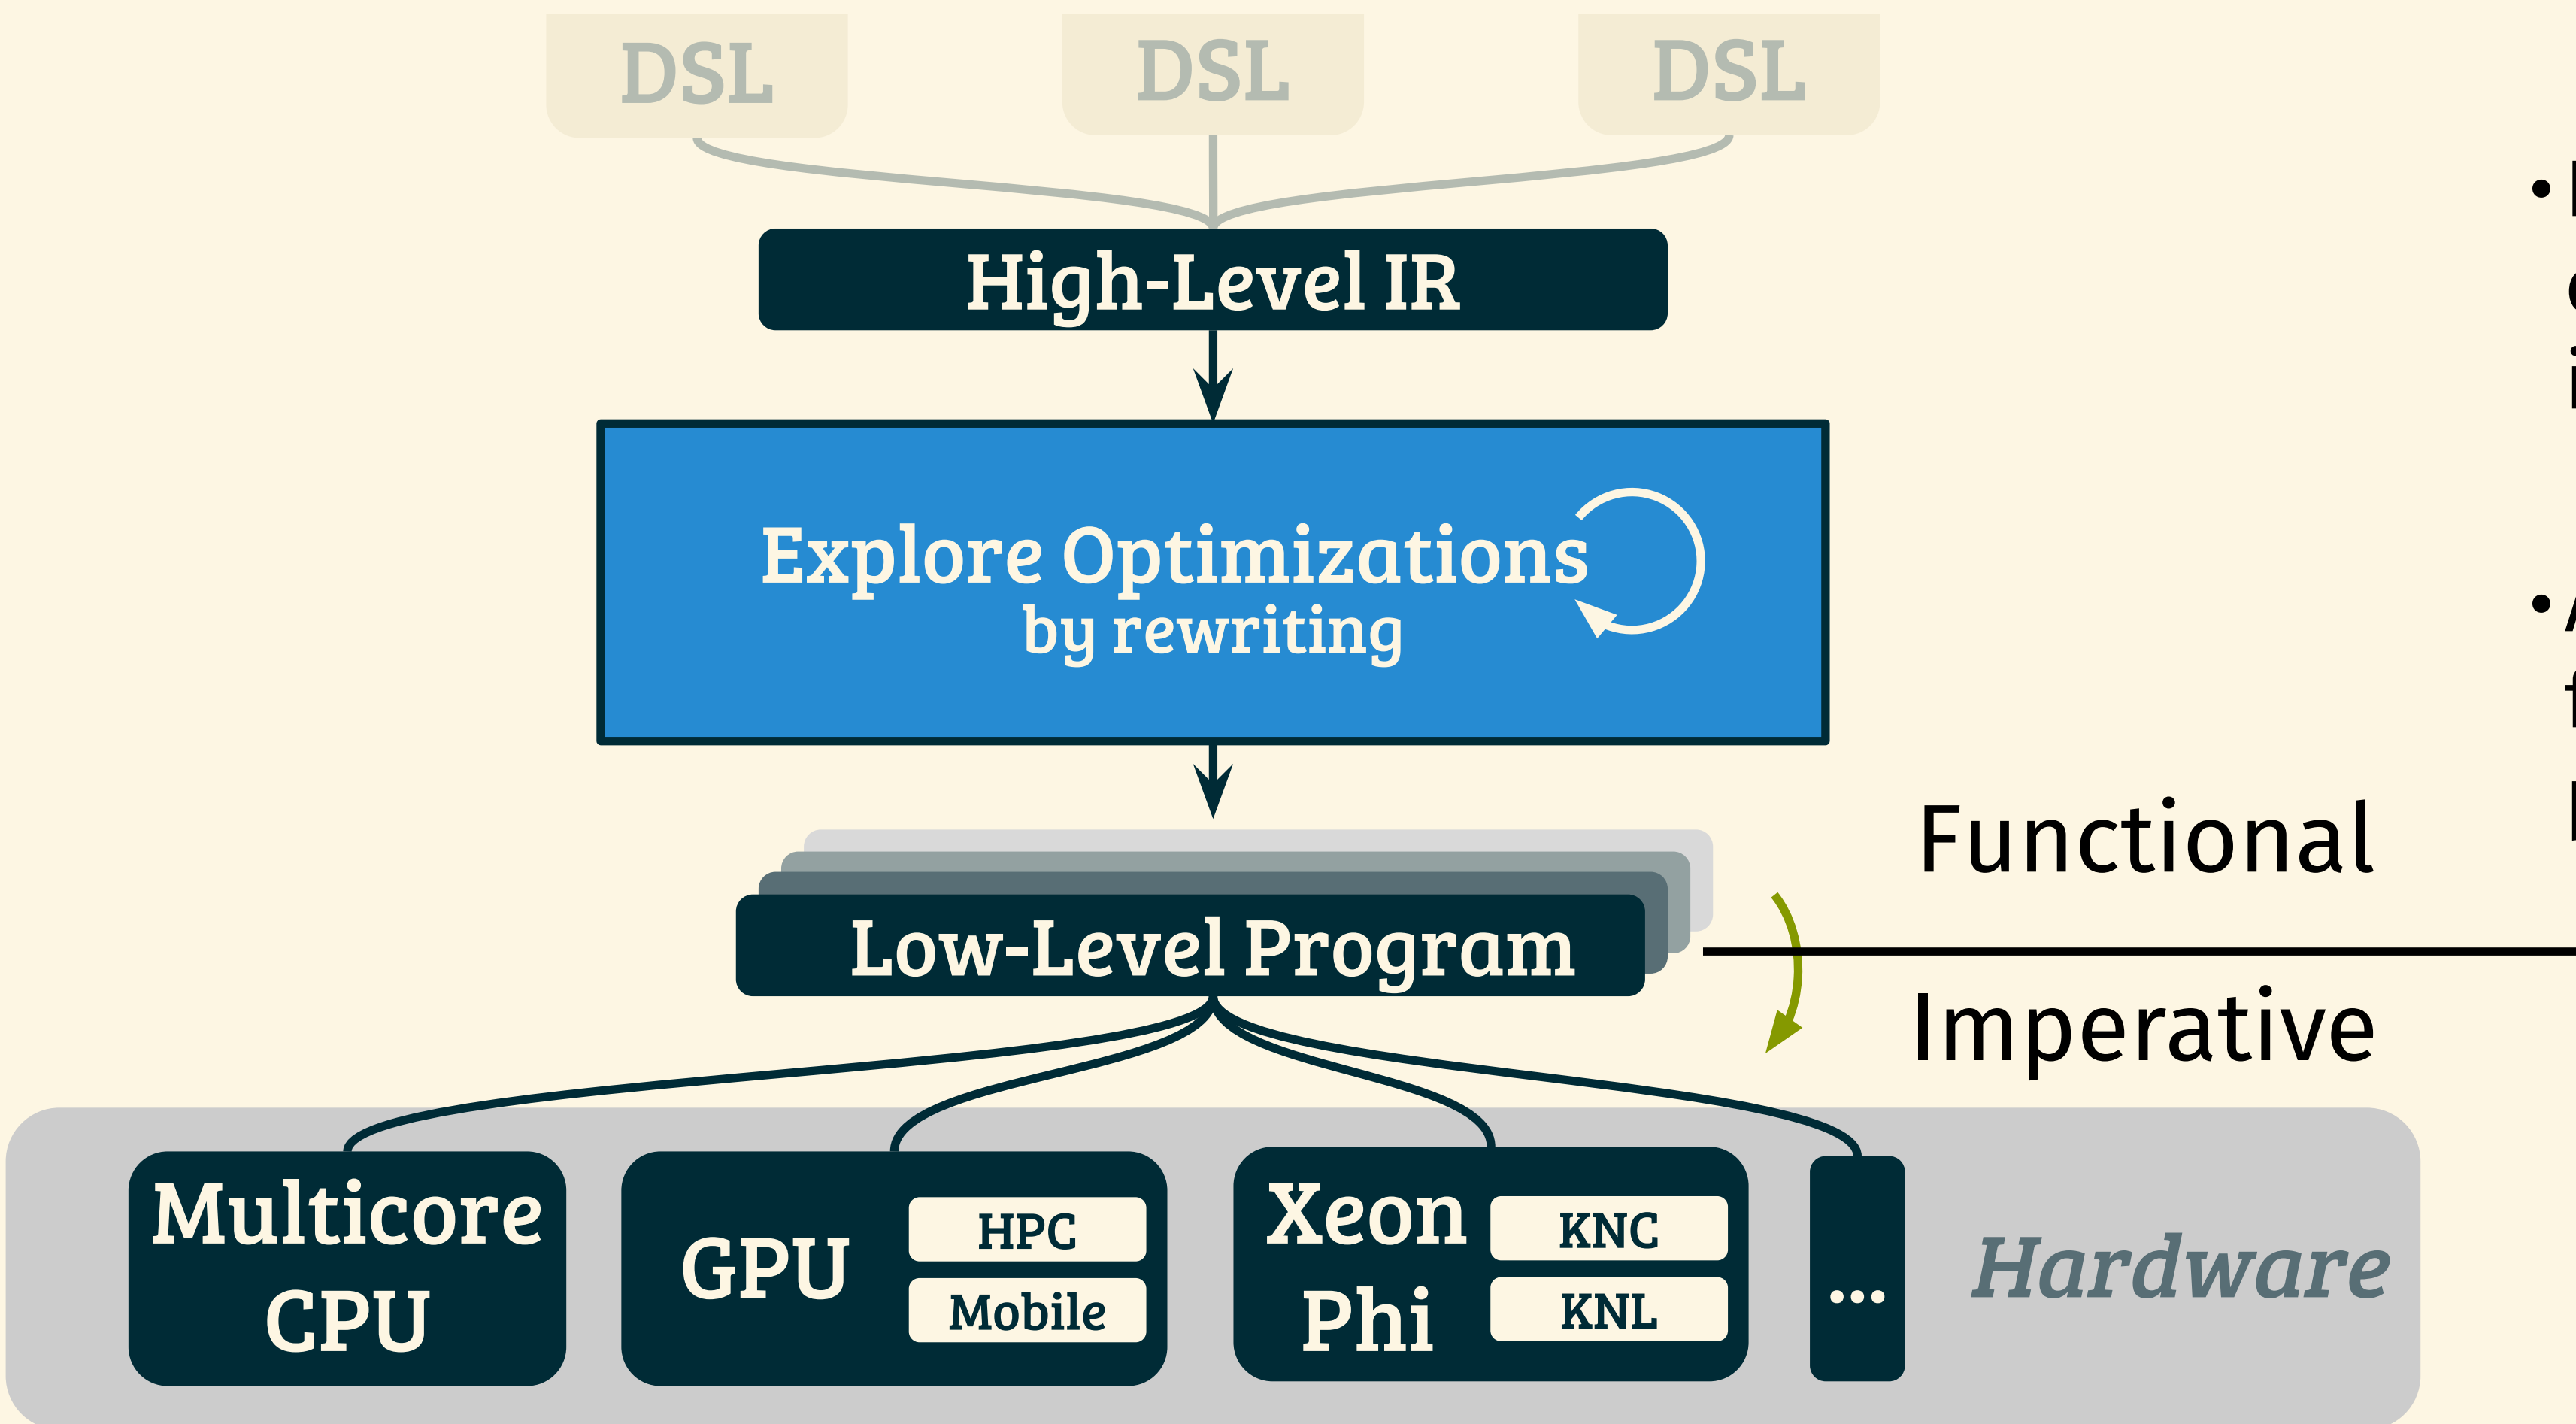 DSL
DSL
DSL
High-Level IR
Explore Optimizations
by rewriting
Functional
Low-Level Program
Imperative
Multicore
CPU
GPU
HPC
Mobile
Xeon
Phi
KNC
KNL
...
Hardware